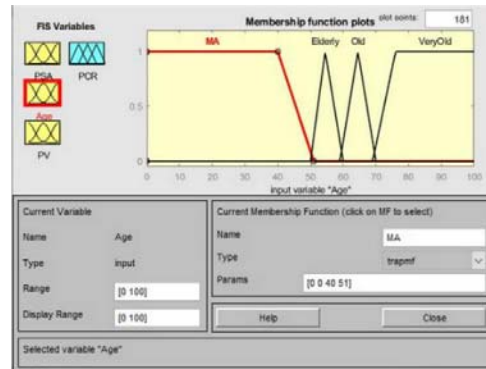 FIS Variables
Membership function plots
plot points:
181
PSA
PCR
Age
PV
MA
Elderly
Old
VeryOld
1
0.5
0
0 10 20 30 40 50 60 70 80 90 100
input variable "Age"
Current Variable
Name Age
Type input
Range [0 100]
Display Range [0 100]
Current Membership Function (click on MF to select)
Name MA
Type trapmf
Params [0 0 40 51]
Help
Close
Selected variable "Age"